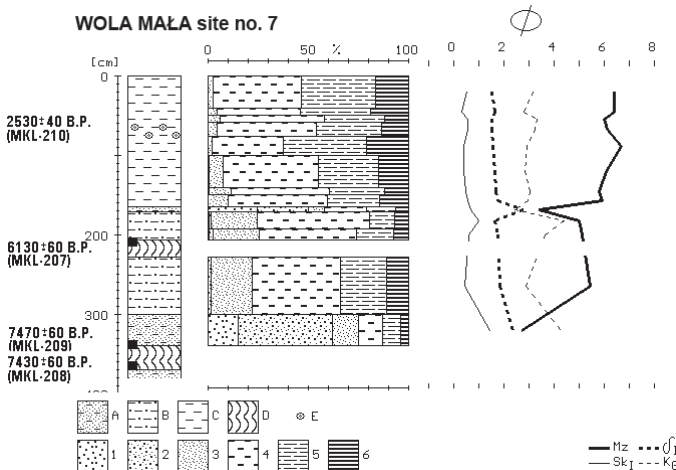 WOLA MAŁA site no. 7
0 50 % 100
[cm]
0 2 4 6 8
0
2530±40 B.P.
(MKL-210)
200
6130±60 B.P.
(MKL-207)
300
7470±60 B.P.
(MKL-209)
7430±60 B.P.
(MKL-208)
A B C D E
1 2 3 4 5 6
Mz
Sk_I